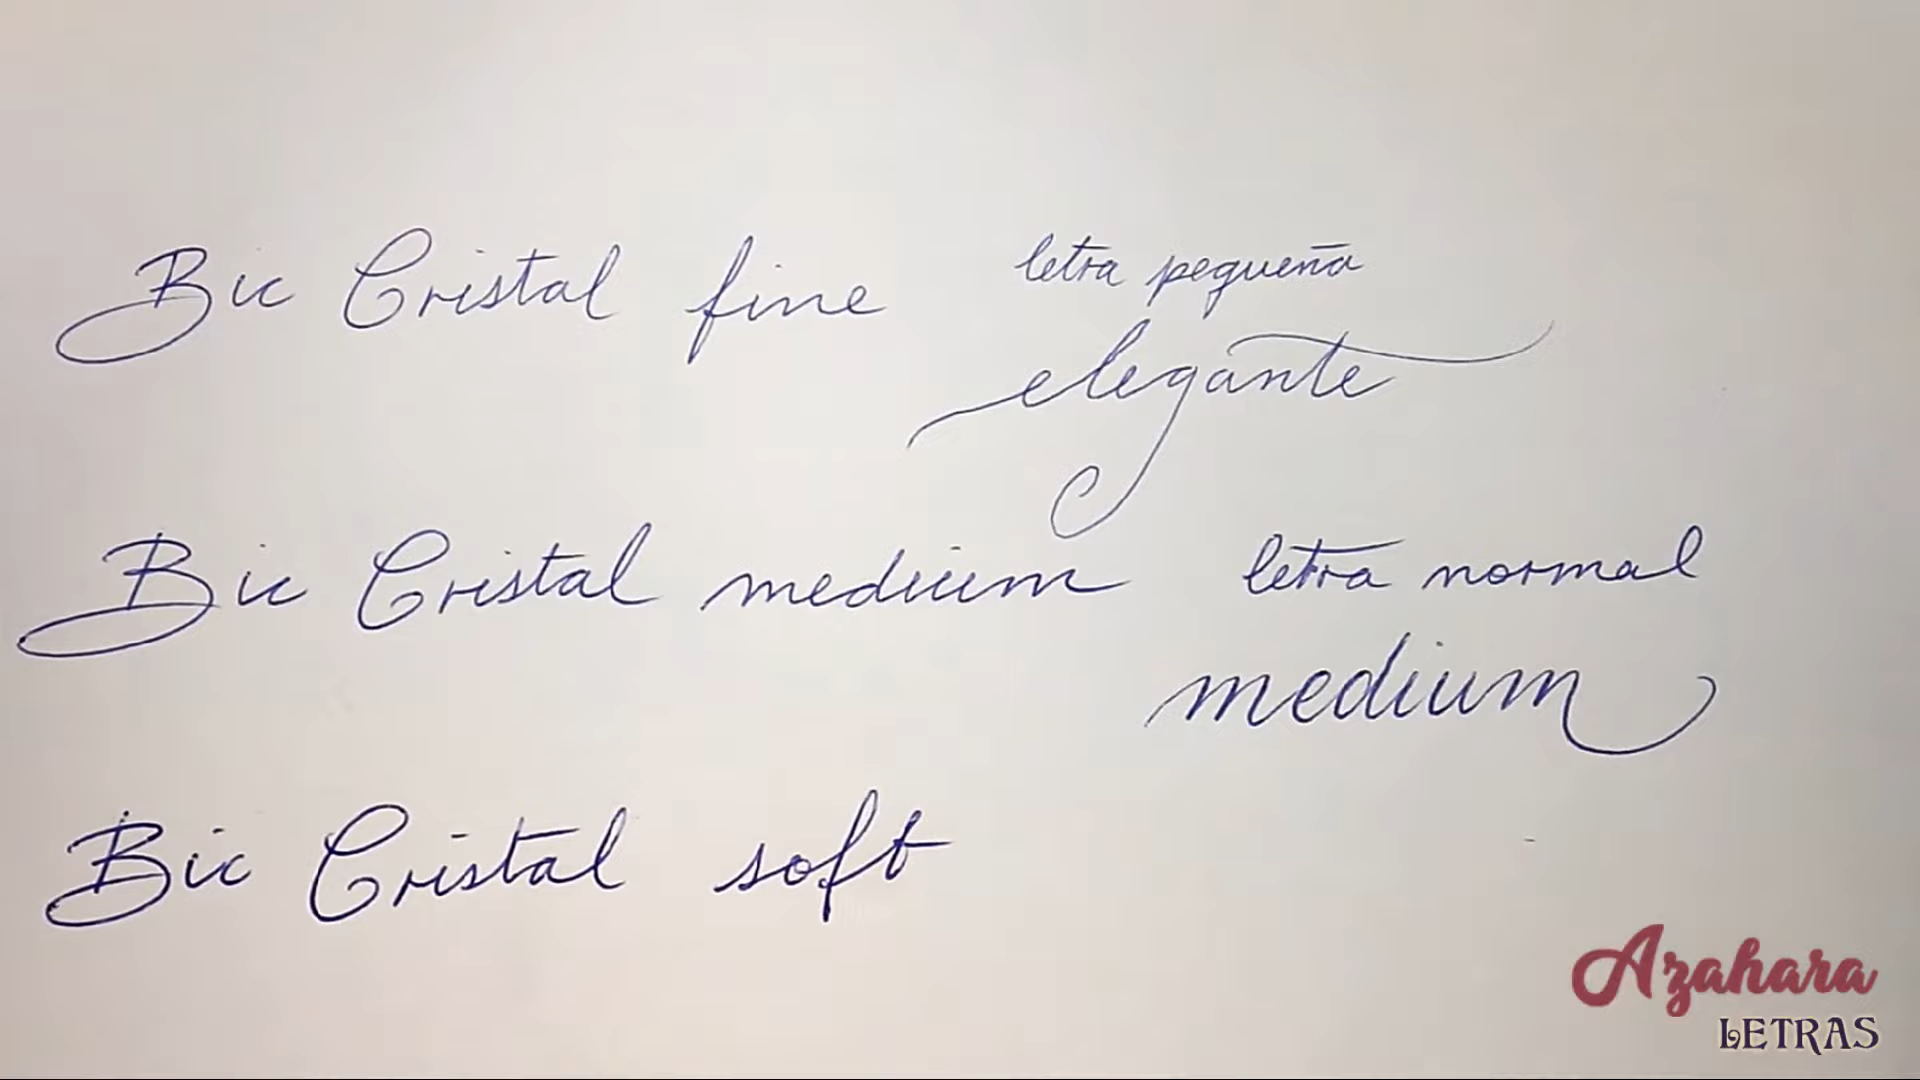 Bic Cristal fine letra pequeña
elegante
Bic Cristal medium letra normal
medium
Bic Cristal soft
Azahara
LETRAS